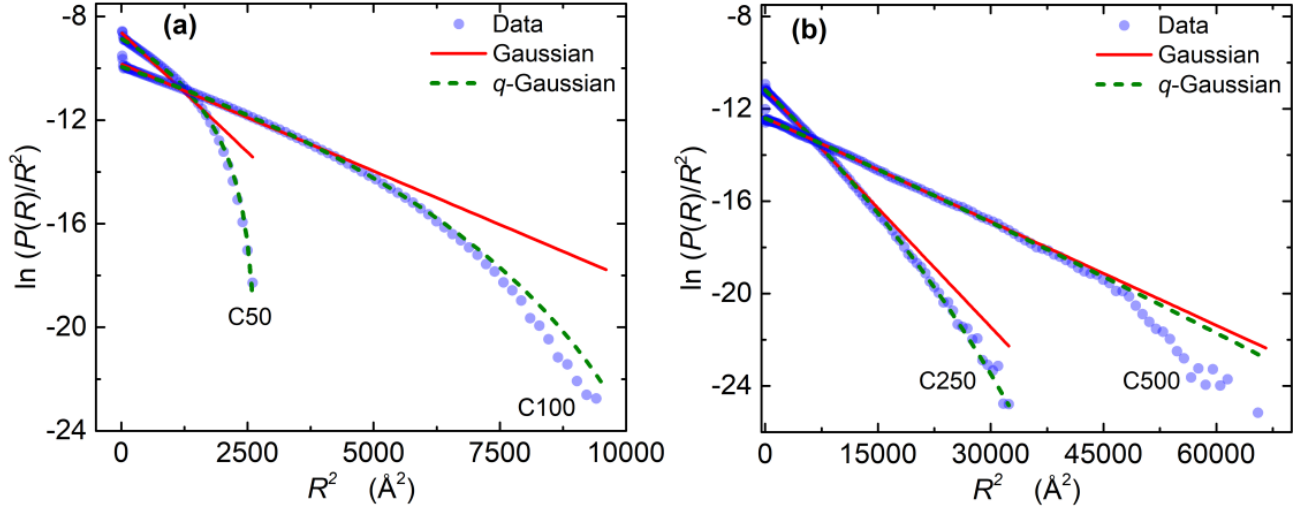 (a)
Data
Gaussian
q-Gaussian
-8
-12
-16
-20
-24
ln (P(R)/R²)
C50
C100
0
2500
5000
7500
10000
R² (Å²)
(b)
Data
Gaussian
q-Gaussian
-8
-12
-16
-20
-24
ln (P(R)/R²)
C250
C500
0
15000
30000
45000
60000
R² (Å²)